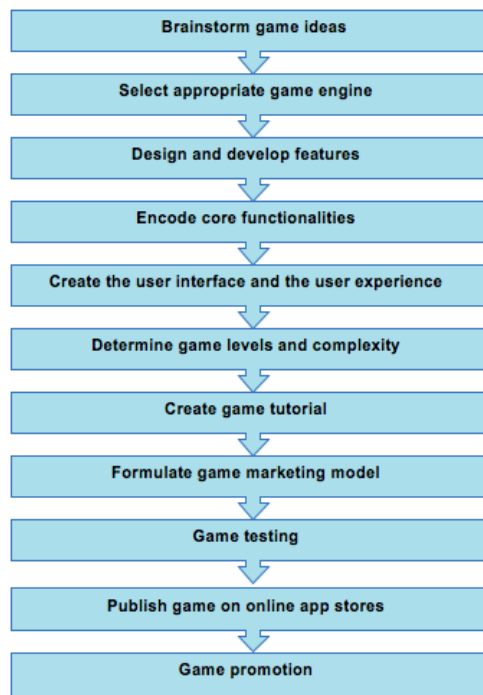 Brainstorm game ideas
Select appropriate game engine
Design and develop features
Encode core functionalities
Create the user interface and the user experience
Determine game levels and complexity
Create game tutorial
Formulate game marketing model
Game testing
Publish game on online app stores
Game promotion